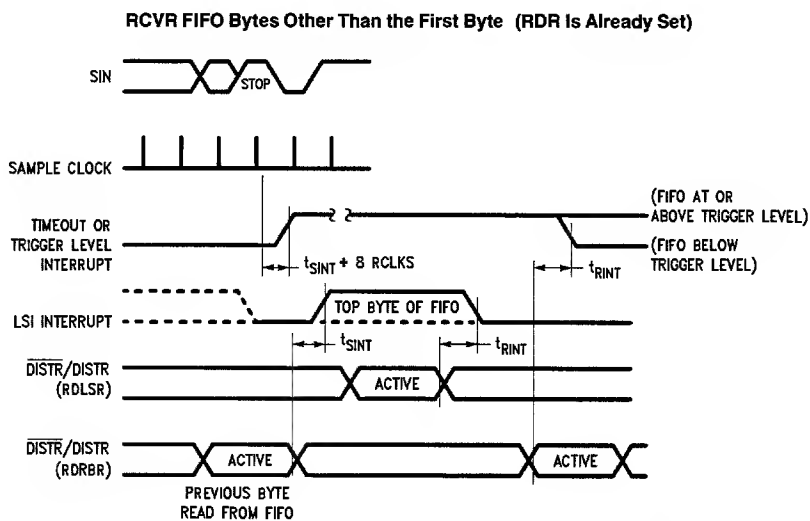 RCVR FIFO Bytes Other Than the First Byte (RDR Is Already Set)
SIN
STOP
SAMPLE CLOCK
TIMEOUT OR
TRIGGER LEVEL
INTERRUPT
(FIFO AT OR
ABOVE TRIGGER LEVEL)
(FIFO BELOW
TRIGGER LEVEL)
tSINT + 8 RCLKS
tRINT
LSI INTERRUPT
TOP BYTE OF FIFO
tSINT
tRINT
DISTR/DISTR
(RDLSR)
ACTIVE
DISTR/DISTR
(RDRBR)
ACTIVE
ACTIVE
PREVIOUS BYTE
READ FROM FIFO